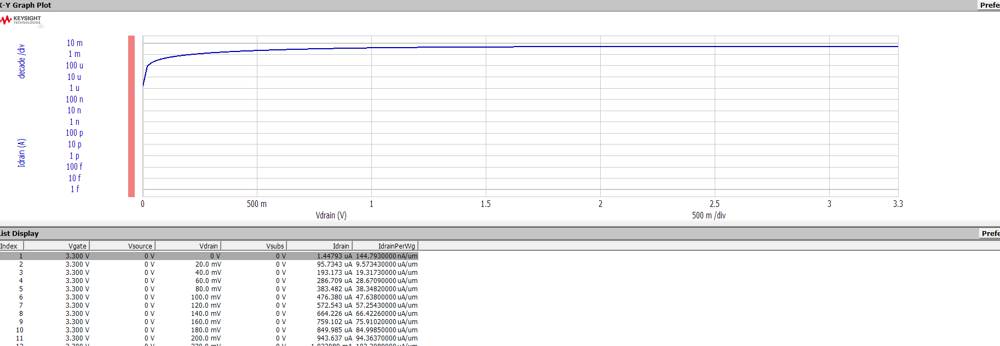 X-Y Graph Plot
Prefe
KEYSIGHT
TECHNOLOGIES
decade /div
Idrain (A)
10 m
1 m
100 u
10 u
1 u
100 n
10 n
1 n
100 p
10 p
1 p
100 f
10 f
1 f
0 500 m 1 1.5 2 2.5 3 3.3
Vdrain (V) 500 m /div
List Display
Prefe
Index Vgate Vsource Vdrain Vsubs Idrain IdrainPerWg
1 3.300 V 0 V 0 V 0 V 1.44793 uA 144.7930000 nA/um
2 3.300 V 0 V 20.0 mV 0 V 95.7343 uA 9.573430000 uA/um
3 3.300 V 0 V 40.0 mV 0 V 193.173 uA 19.31730000 uA/um
4 3.300 V 0 V 60.0 mV 0 V 286.709 uA 28.67090000 uA/um
5 3.300 V 0 V 80.0 mV 0 V 383.482 uA 38.34820000 uA/um
6 3.300 V 0 V 100.0 mV 0 V 476.380 uA 47.63800000 uA/um
7 3.300 V 0 V 120.0 mV 0 V 572.543 uA 57.25430000 uA/um
8 3.300 V 0 V 140.0 mV 0 V 664.226 uA 66.42260000 uA/um
9 3.300 V 0 V 160.0 mV 0 V 759.102 uA 75.91020000 uA/um
10 3.300 V 0 V 180.0 mV 0 V 849.985 uA 84.99850000 uA/um
11 3.300 V 0 V 200.0 mV 0 V 943.637 uA 94.36370000 uA/um